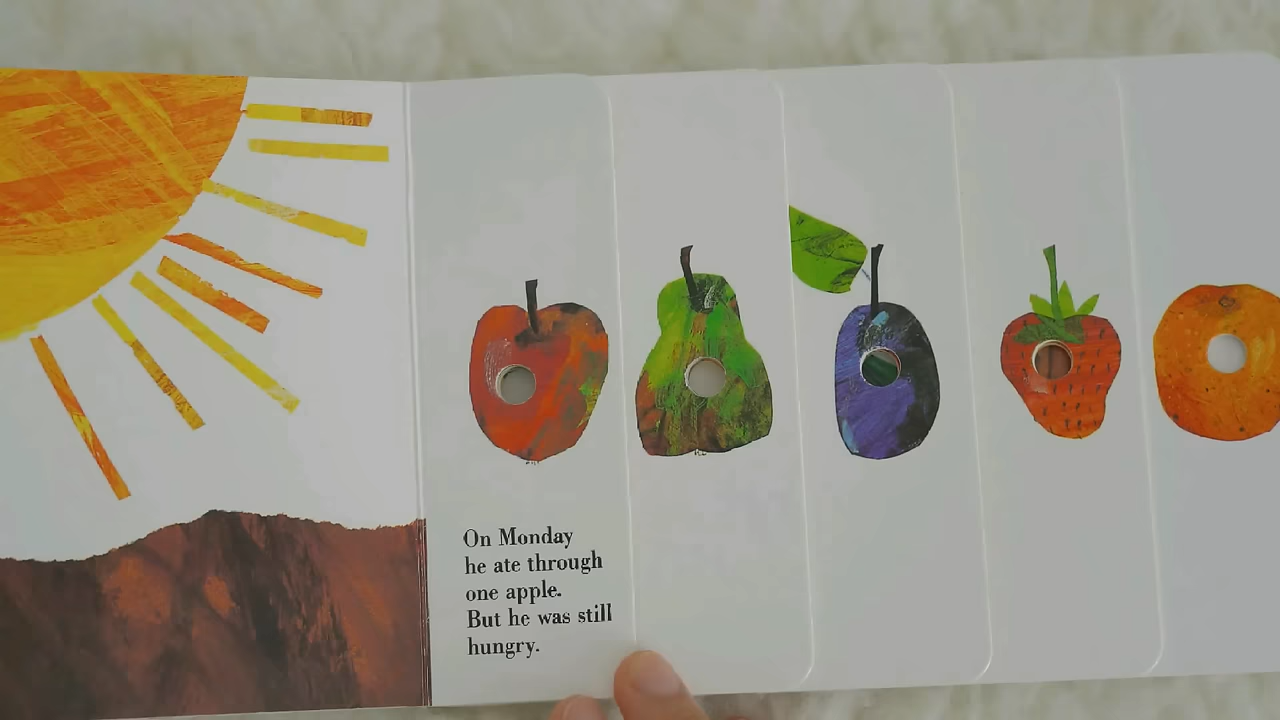 On Monday
he ate through
one apple.
But he was still
hungry.